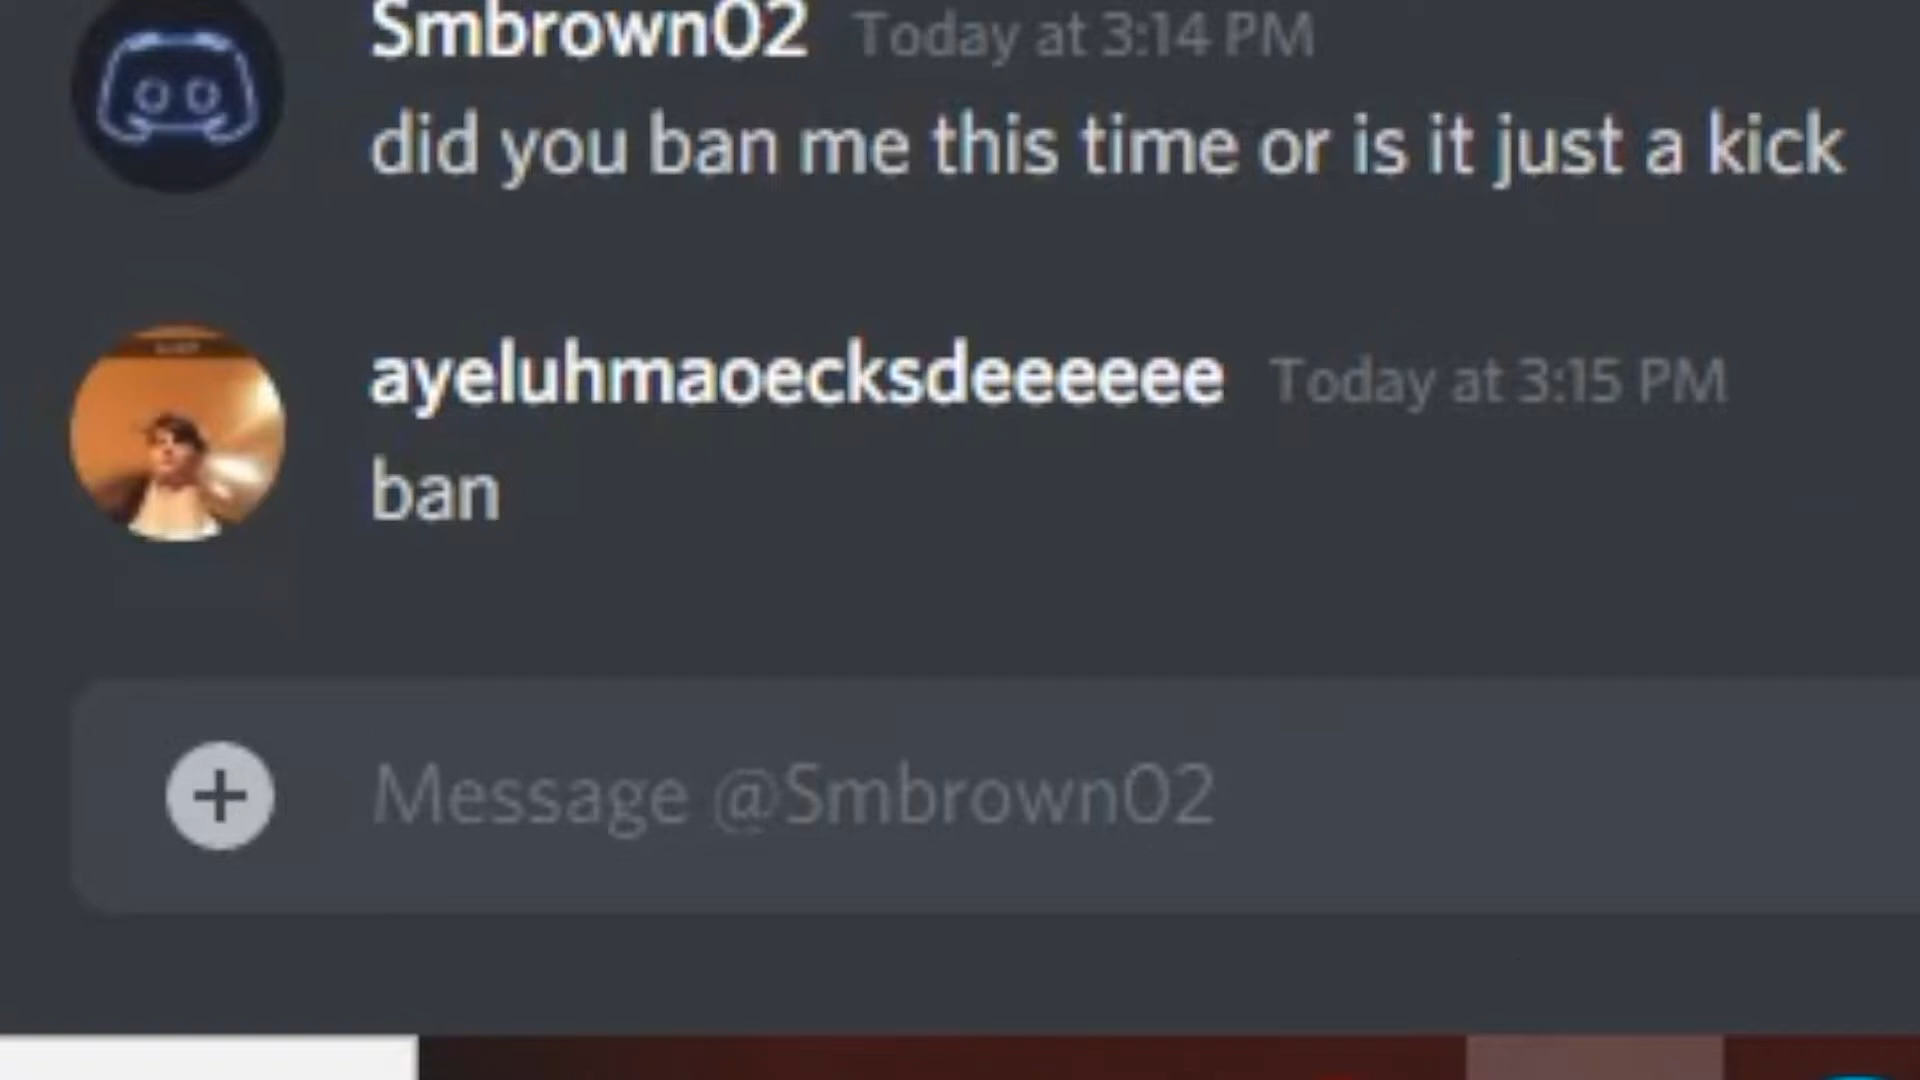 Smbrown02 Today at 3:14 PM
did you ban me this time or is it just a kick
ayeluhmaoecksdeeeeee Today at 3:15 PM
ban
Message @Smbrown02